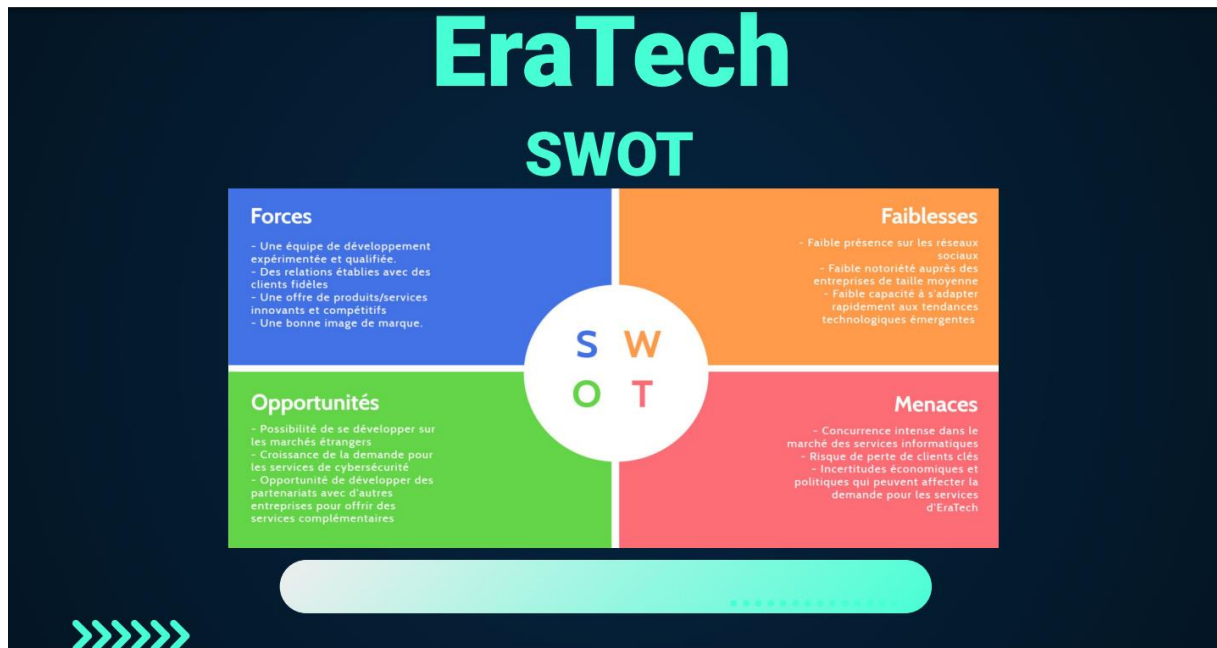 EraTech
SWOT
Forces
- Une équipe de développement
expérimentée et qualifiée.
- Des relations établies avec des
clients fidèles
- Une offre de produits/services
innovants et compétitifs
- Une bonne image de marque.
Faiblesses
- Faible présence sur les réseaux
sociaux
- Faible notoriété auprès des
entreprises de taille moyenne
- Faible capacité à s'adapter
rapidement aux tendances
technologiques émergentes
S W
O T
Opportunités
- Possibilité de se développer sur
les marchés étrangers
- Croissance de la demande pour
les services de cybersécurité
- Opportunité de développer des
partenariats avec d'autres
entreprises pour offrir des
services complémentaires
Menaces
- Concurrence intense dans le
marché des services informatiques
- Risque de perte de clients clés
- Incertitudes économiques et
politiques qui peuvent affecter la
demande pour les services
d'EraTech